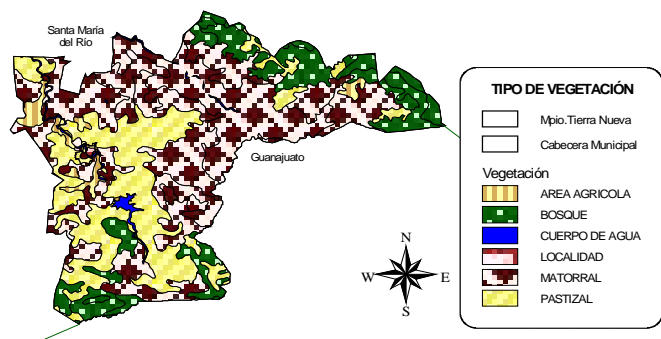 Santa María
del Río
Guanajuato
N
W
E
S
TIPO DE VEGETACIÓN
Mpio.Tierra Nueva
Cabecera Municipal
Vegetación
AREA AGRICOLA
BOSQUE
CUERPO DE AGUA
LOCALIDAD
MATORRAL
PASTIZAL